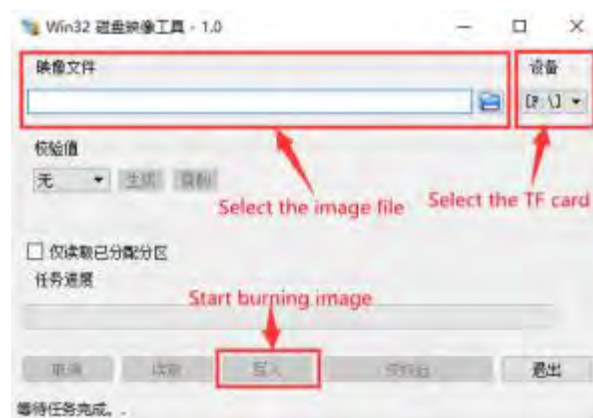 Win32 磁盘映像工具 - 1.0
映像文件
设备
校验值
无
生成
复制
Select the image file
Select the TF card
仅读取已分配分区
任务进度
Start burning image
取消
读取
写入
退出
等待任务完成。.